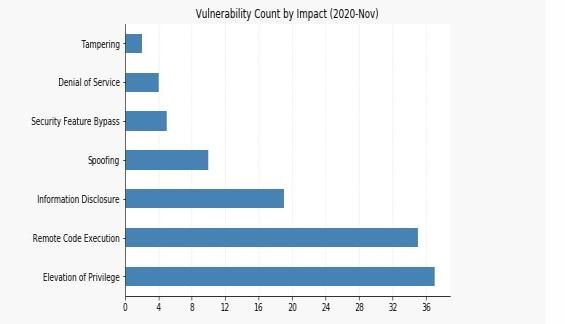 Vulnerability Count by Impact (2020-Nov)
Tampering
Denial of Service
Security Feature Bypass
Spoofing
Information Disclosure
Remote Code Execution
Elevation of Privilege
0 4 8 12 16 20 24 28 32 36